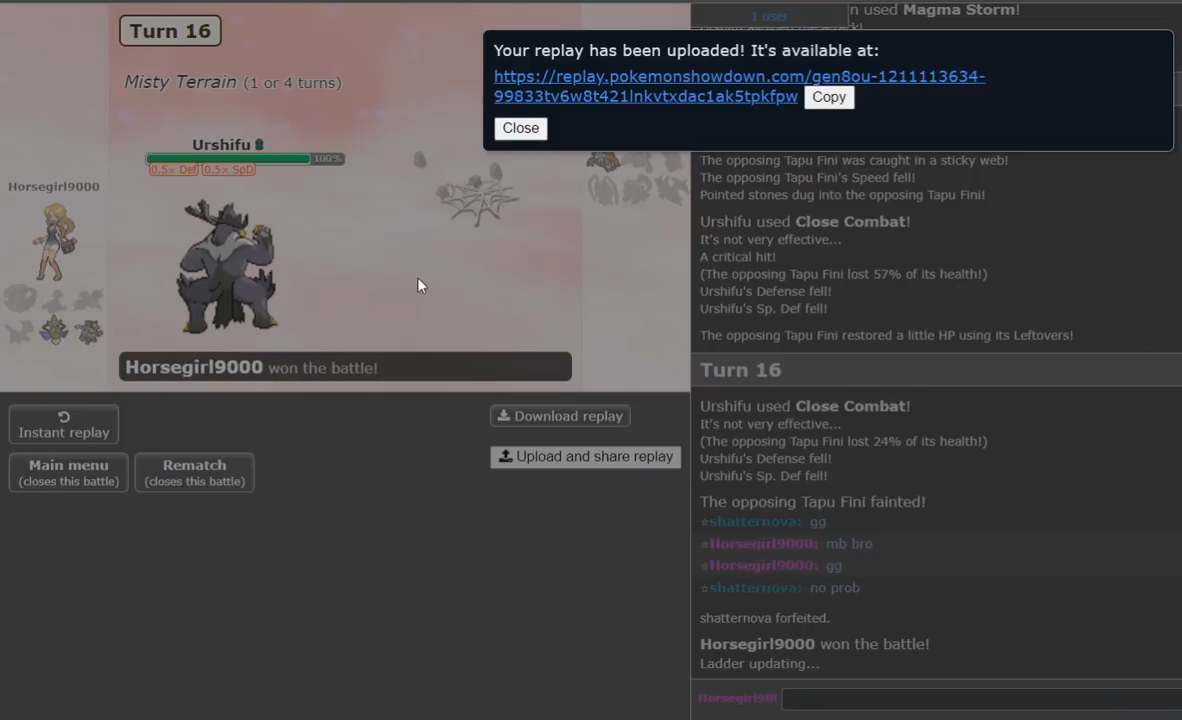 Turn 16
Misty Terrain (1 or 4 turns)
Urshifu
100%
0.5× Def 0.5× SpD
Horsegirl9000
Horsegirl9000 won the battle!
Instant replay
Download replay
Upload and share replay
Main menu
(closes this battle)
Rematch
(closes this battle)
1 user
n used Magma Storm!
Your replay has been uploaded! It's available at:
https://replay.pokemonshowdown.com/gen8ou-1211113634-
99833tv6w8t421lnkvtxdac1ak5tpkfpw Copy
Close
The opposing Tapu Fini was caught in a sticky web!
The opposing Tapu Fini's Speed fell!
Pointed stones dug into the opposing Tapu Fini!
Urshifu used Close Combat!
It's not very effective...
A critical hit!
(The opposing Tapu Fini lost 57% of its health!)
Urshifu's Defense fell!
Urshifu's Sp. Def fell!
The opposing Tapu Fini restored a little HP using its Leftovers!
Turn 16
Urshifu used Close Combat!
It's not very effective...
(The opposing Tapu Fini lost 24% of its health!)
Urshifu's Defense fell!
Urshifu's Sp. Def fell!
The opposing Tapu Fini fainted!
☆shatternova: gg
☆Horsegirl9000: mb bro
☆Horsegirl9000: gg
☆shatternova: no prob
shatternova forfeited.
Horsegirl9000 won the battle!
Ladder updating...